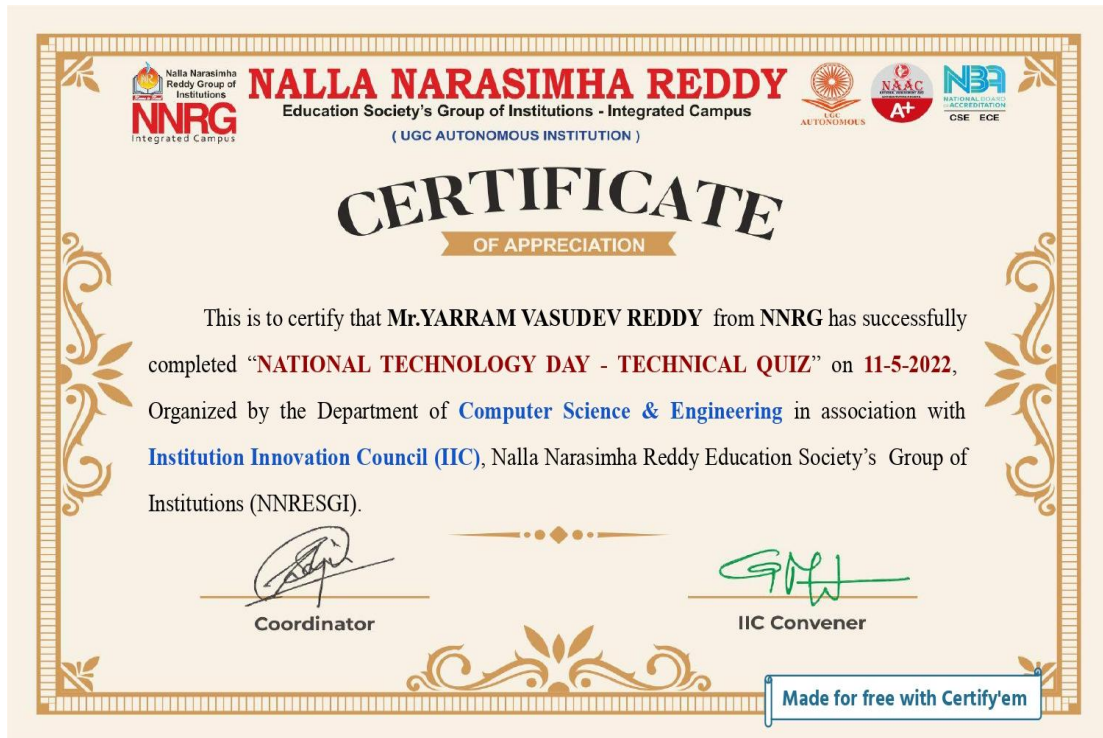 Nalla Narasimha
Reddy Group of
Institutions
NNRG
Integrated Campus
NALLA NARASIMHA REDDY
Education Society's Group of Institutions - Integrated Campus
( UGC AUTONOMOUS INSTITUTION )
UGC
AUTONOMOUS
NAAC
A+
NBA
NATIONAL BOARD
of ACCREDITATION
CSE ECE
CERTIFICATE
OF APPRECIATION
This is to certify that Mr.YARRAM VASUDEV REDDY from NNRG has successfully
completed “NATIONAL TECHNOLOGY DAY - TECHNICAL QUIZ” on 11-5-2022,
Organized by the Department of Computer Science & Engineering in association with
Institution Innovation Council (IIC), Nalla Narasimha Reddy Education Society’s Group of
Institutions (NNRESGI).
Coordinator
IIC Convener
Made for free with Certify'em